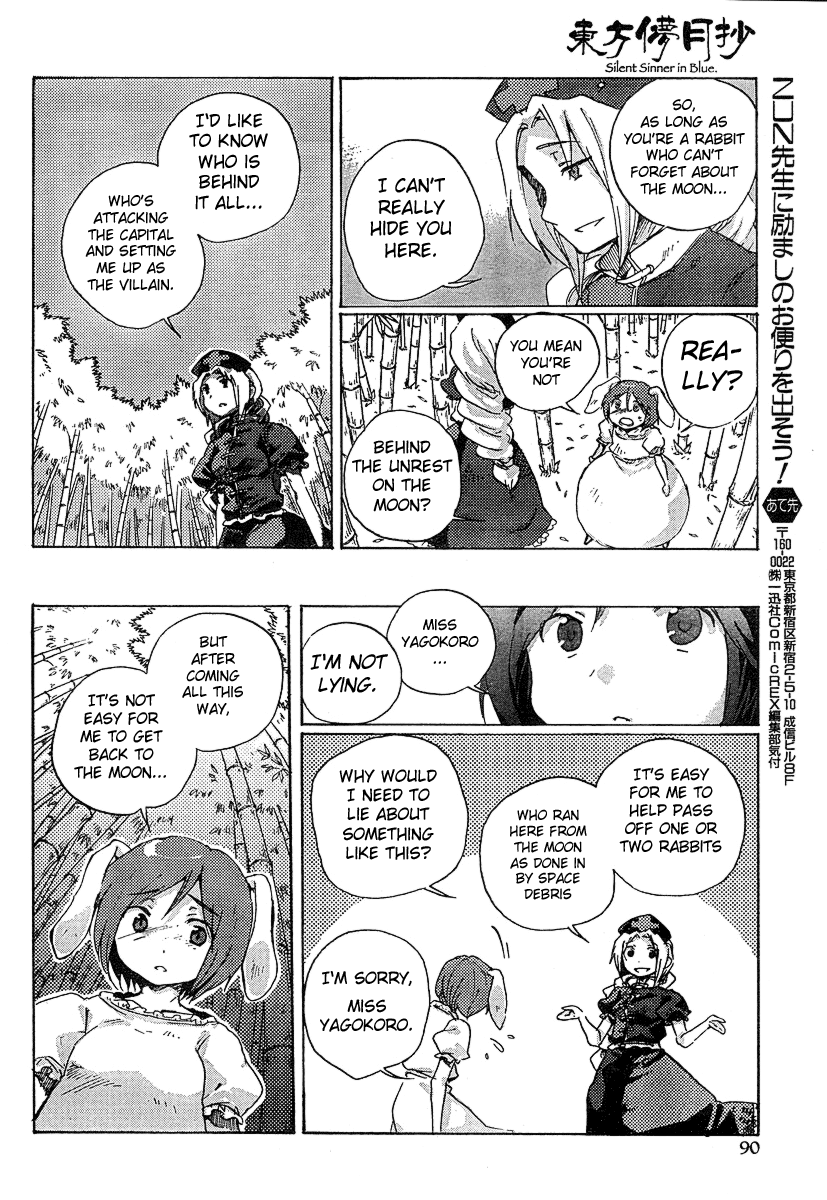 東方儚月抄
Silent Sinner in Blue.
SO,
AS LONG AS
YOU'RE A RABBIT
WHO CAN'T
FORGET ABOUT
THE MOON...
I CAN'T
REALLY
HIDE YOU
HERE.
REA-
LLY?
YOU MEAN
YOU'RE
NOT
BEHIND
THE UNREST
ON THE
MOON?
I'D LIKE
TO KNOW
WHO IS
BEHIND
IT ALL...
WHO'S
ATTACKING
THE CAPITAL
AND SETTING
ME UP AS
THE VILLAIN.
MISS
YAGOKORO
...
I'M NOT
LYING.
IT'S EASY
FOR ME TO
HELP PASS
OFF ONE OR
TWO RABBITS
WHO RAN
HERE FROM
THE MOON
AS DONE IN
BY SPACE
DEBRIS
WHY WOULD
I NEED TO
LIE ABOUT
SOMETHING
LIKE THIS?
I'M SORRY,
MISS
YAGOKORO.
BUT
AFTER
COMING
ALL THIS
WAY,
IT'S NOT
EASY FOR
ME TO GET
BACK TO
THE MOON...
ZUN先生に励ましのお便りを出そう!
あて先
〒160-0022 東京都新宿区新宿2-5-10 成信ビル8F
㈱一迅社ComicREX編集部気付
90